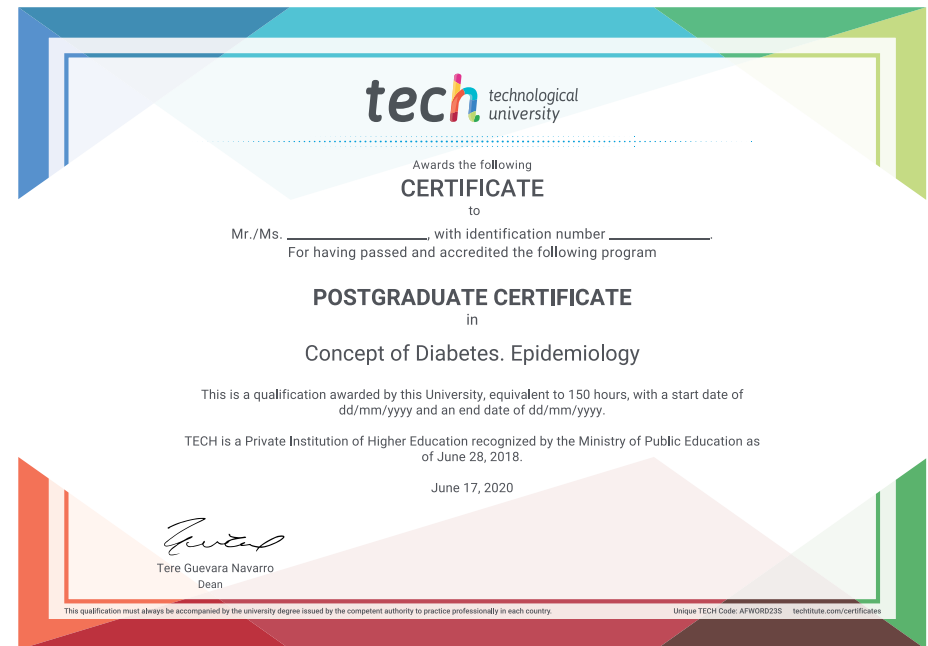 tech technological
university
Awards the following
CERTIFICATE
to
Mr./Ms. ____________________, with identification number ______________.
For having passed and accredited the following program
POSTGRADUATE CERTIFICATE
in
Concept of Diabetes. Epidemiology
This is a qualification awarded by this University, equivalent to 150 hours, with a start date of
dd/mm/yyyy and an end date of dd/mm/yyyy.
TECH is a Private Institution of Higher Education recognized by the Ministry of Public Education as
of June 28, 2018.
June 17, 2020
Tere Guevara Navarro
Dean
This qualification must always be accompanied by the university degree issued by the competent authority to practice professionally in each country.
Unique TECH Code: AFWORD23S techtitute.com/certificates